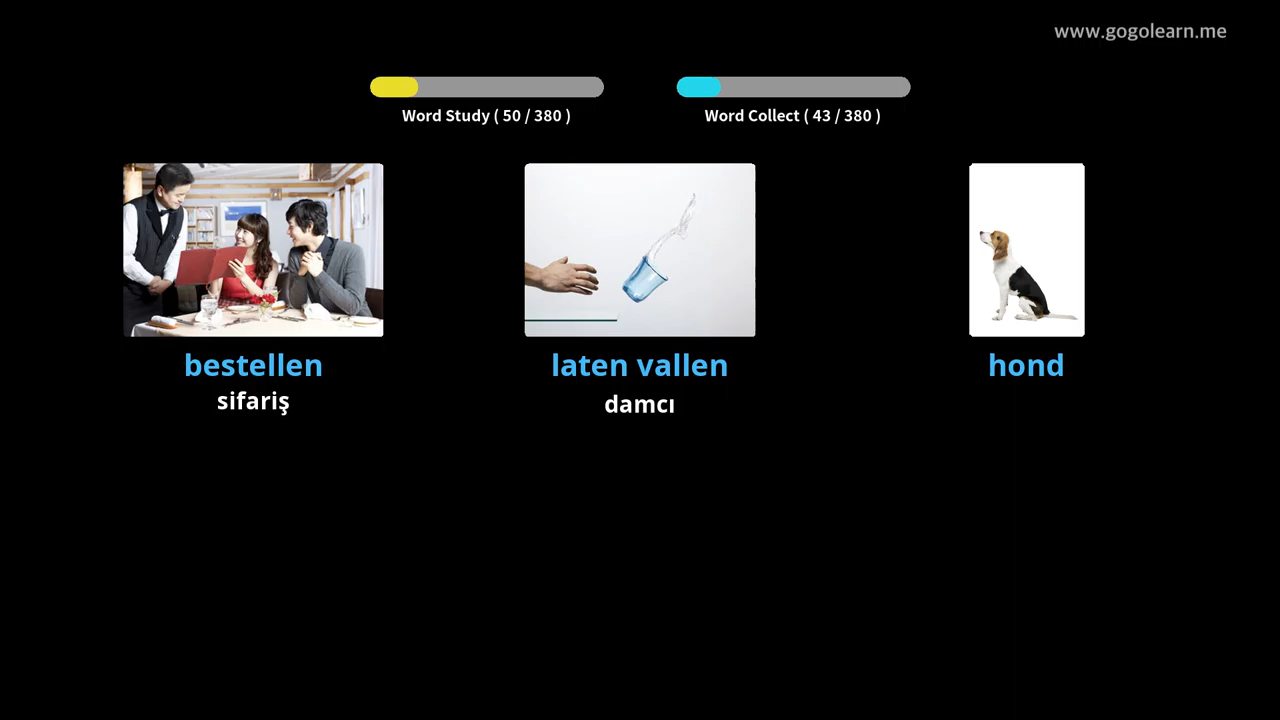 www.gogolearn.me
Word Study ( 50 / 380 )
Word Collect ( 43 / 380 )
bestellen
sifariş
laten vallen
damcı
hond